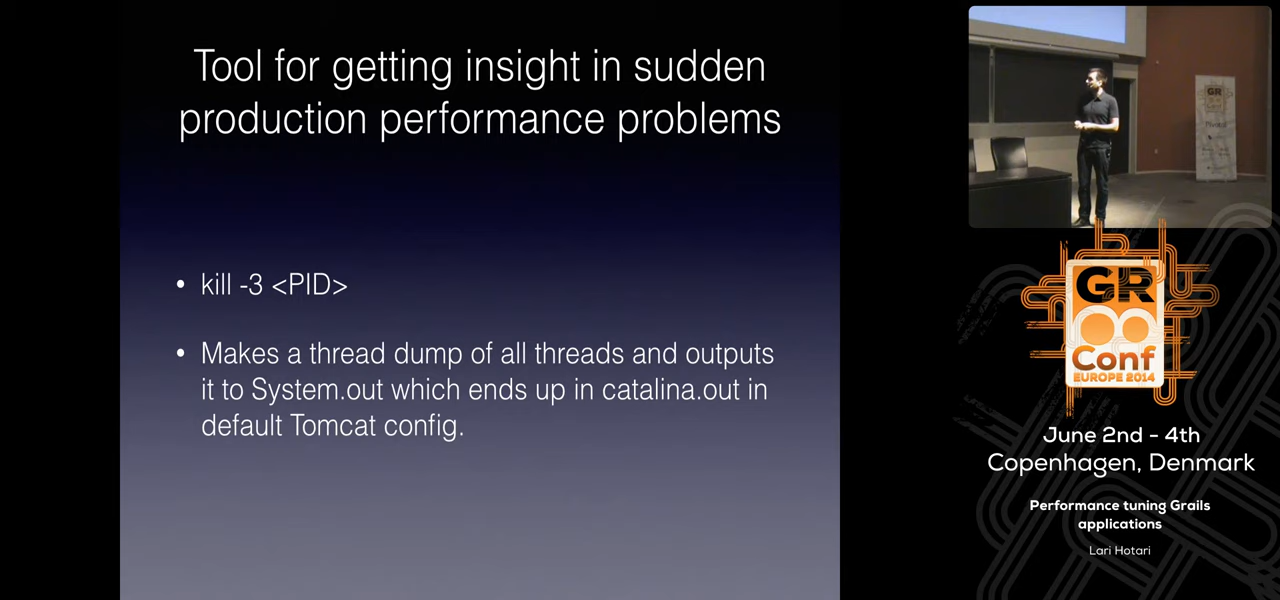 Tool for getting insight in sudden
production performance problems
• kill -3 <PID>
• Makes a thread dump of all threads and outputs
it to System.out which ends up in catalina.out in
default Tomcat config.
GR
GR
Conf
EUROPE 2014
June 2nd - 4th
Copenhagen, Denmark
Performance tuning Grails
applications
Lari Hotari